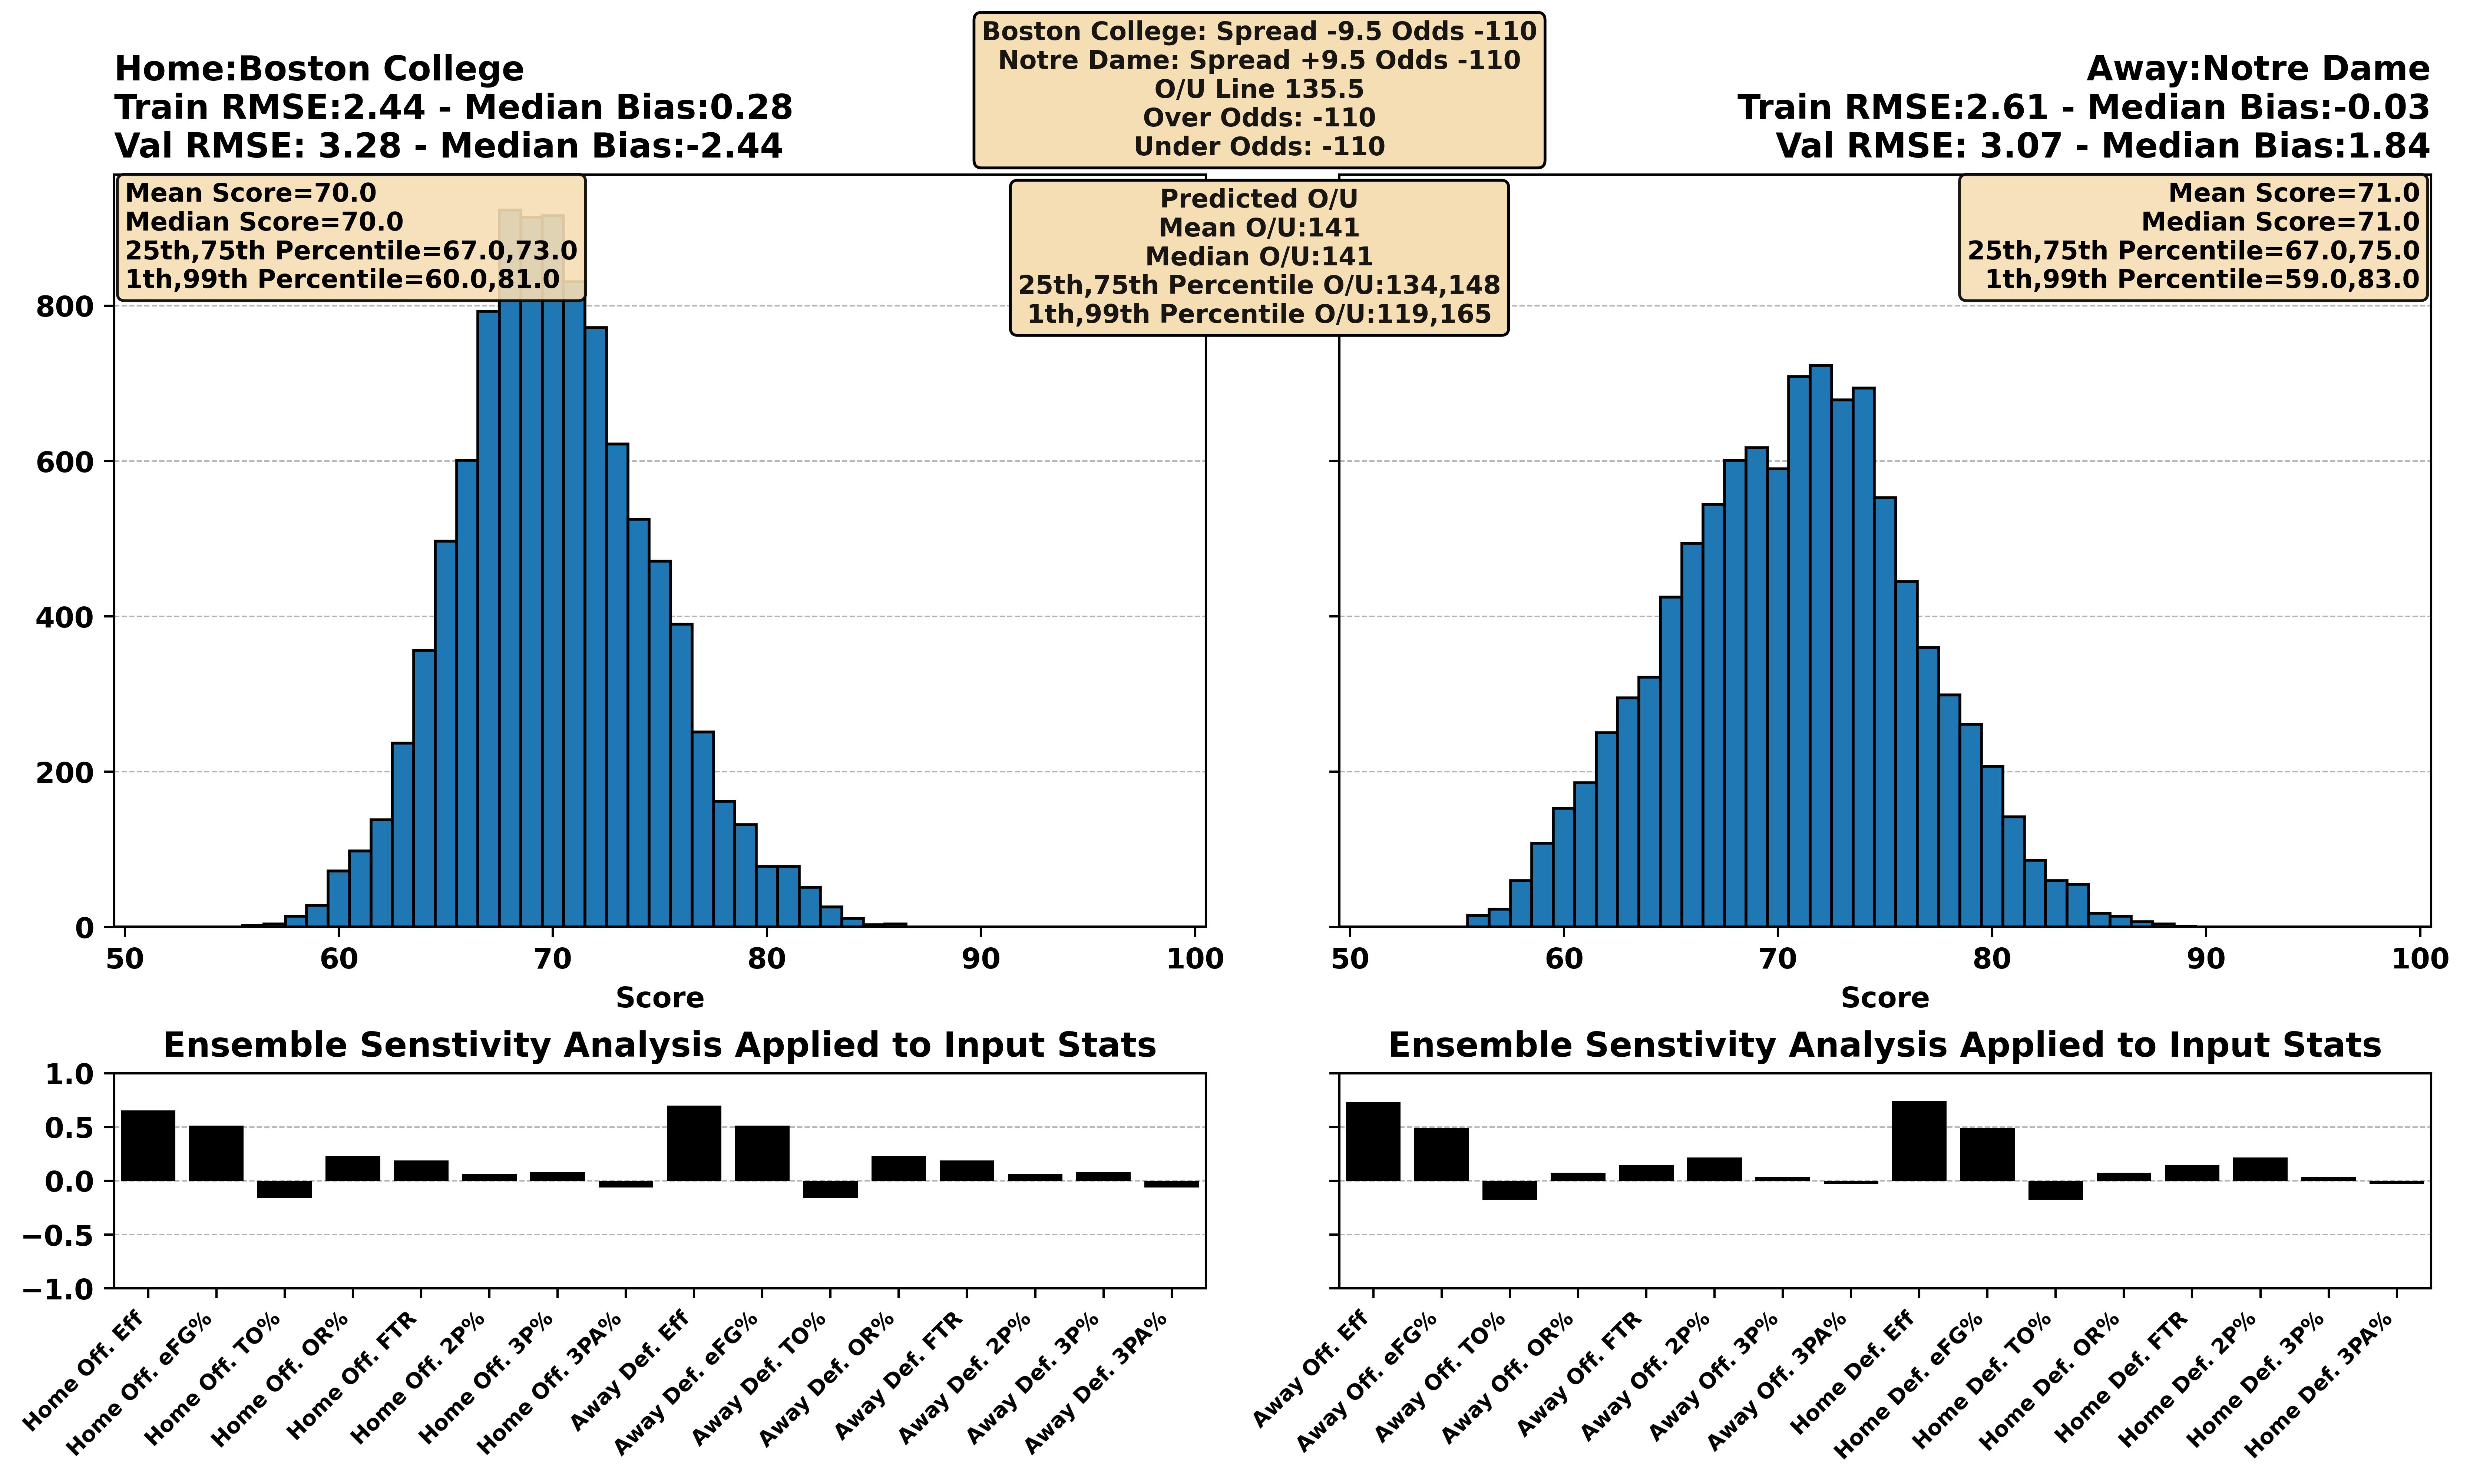 Boston College: Spread -9.5 Odds -110
Notre Dame: Spread +9.5 Odds -110
O/U Line 135.5
Over Odds: -110
Under Odds: -110
Home:Boston College
Train RMSE:2.44 - Median Bias:0.28
Val RMSE: 3.28 - Median Bias:-2.44
Away:Notre Dame
Train RMSE:2.61 - Median Bias:-0.03
Val RMSE: 3.07 - Median Bias:1.84
Mean Score=70.0
Median Score=70.0
25th,75th Percentile=67.0,73.0
1th,99th Percentile=60.0,81.0
Predicted O/U
Mean O/U:141
Median O/U:141
25th,75th Percentile O/U:134,148
1th,99th Percentile O/U:119,165
Mean Score=71.0
Median Score=71.0
25th,75th Percentile=67.0,75.0
1th,99th Percentile=59.0,83.0
800
600
400
200
0
50 60 70 80 90 100
Score
50 60 70 80 90 100
Score
Ensemble Senstivity Analysis Applied to Input Stats
1.0
0.5
0.0
−0.5
−1.0
Home Off. Eff
Home Off. eFG%
Home Off. TO%
Home Off. OR%
Home Off. FTR
Home Off. 2P%
Home Off. 3P%
Home Off. 3PA%
Away Def. Eff
Away Def. eFG%
Away Def. TO%
Away Def. OR%
Away Def. FTR
Away Def. 2P%
Away Def. 3P%
Away Def. 3PA%
Ensemble Senstivity Analysis Applied to Input Stats
Away Off. Eff
Away Off. eFG%
Away Off. TO%
Away Off. OR%
Away Off. FTR
Away Off. 2P%
Away Off. 3P%
Away Off. 3PA%
Home Def. Eff
Home Def. eFG%
Home Def. TO%
Home Def. OR%
Home Def. FTR
Home Def. 2P%
Home Def. 3P%
Home Def. 3PA%